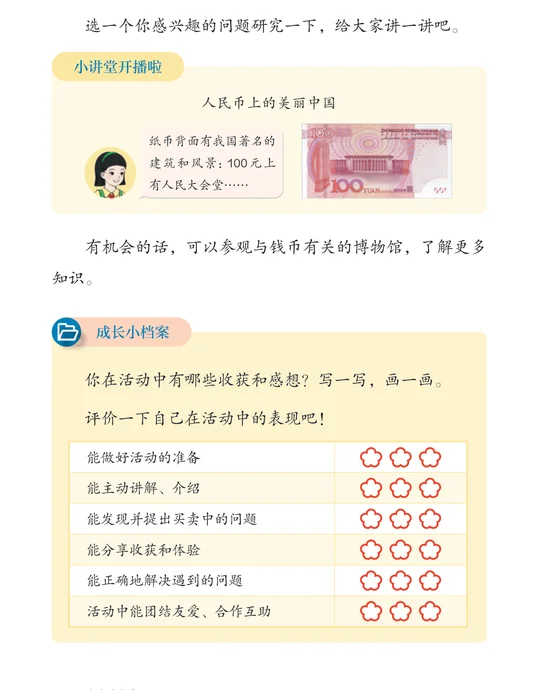 选一个你感兴趣的问题研究一下，给大家讲一讲吧。
小讲堂开播啦
人民币上的美丽中国
纸币背面有我国著名的
建筑和风景：100元上
有人民大会堂……
100
100
YUAN
有机会的话，可以参观与钱币有关的博物馆，了解更多
知识。
成长小档案
你在活动中有哪些收获和感想？写一写，画一画。
评价一下自己在活动中的表现吧！
能做好活动的准备
能主动讲解、介绍
能发现并提出买卖中的问题
能分享收获和体验
能正确地解决遇到的问题
活动中能团结友爱、合作互助